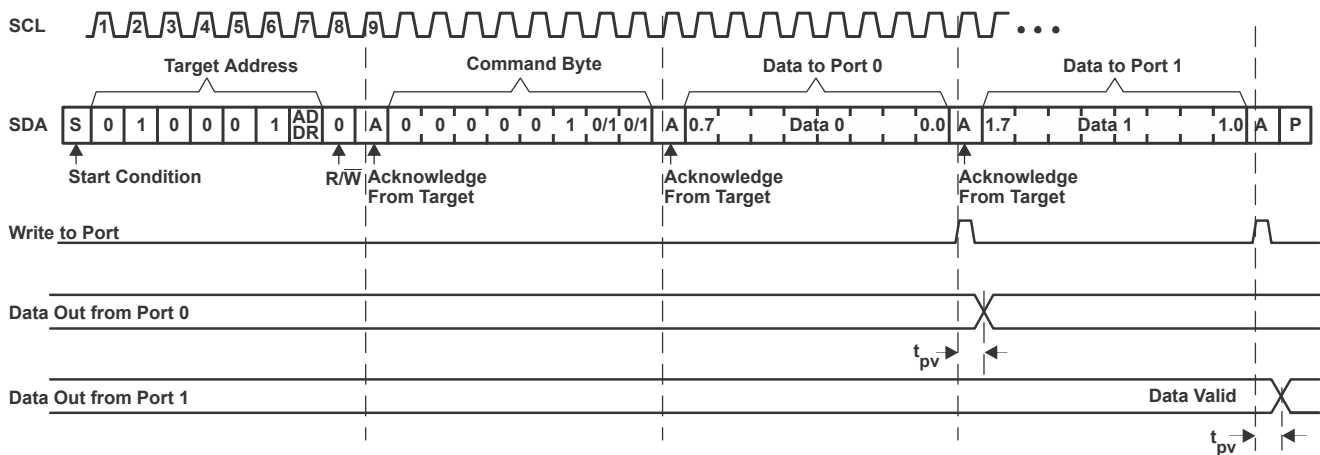 SCL 1 2 3 4 5 6 7 8 9
Target Address Command Byte Data to Port 0 Data to Port 1
SDA S 0 1 0 0 0 1 AD DR 0 A 0 0 0 0 0 1 0/1 0/1 A 0.7 Data 0 0.0 A 1.7 Data 1 1.0 A P
Start Condition R/W Acknowledge From Target Acknowledge From Target Acknowledge From Target
Write to Port
Data Out from Port 0
tpv
Data Out from Port 1 Data Valid
tpv